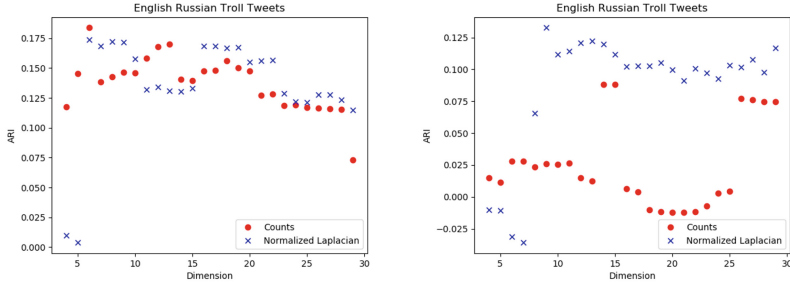 English Russian Troll Tweets
ARI
0.175
0.150
0.125
0.100
0.075
0.050
0.025
0.000
5
10
15
20
25
30
Dimension
Counts
Normalized Laplacian
English Russian Troll Tweets
ARI
0.125
0.100
0.075
0.050
0.025
0.000
−0.025
5
10
15
20
25
30
Dimension
Counts
Normalized Laplacian